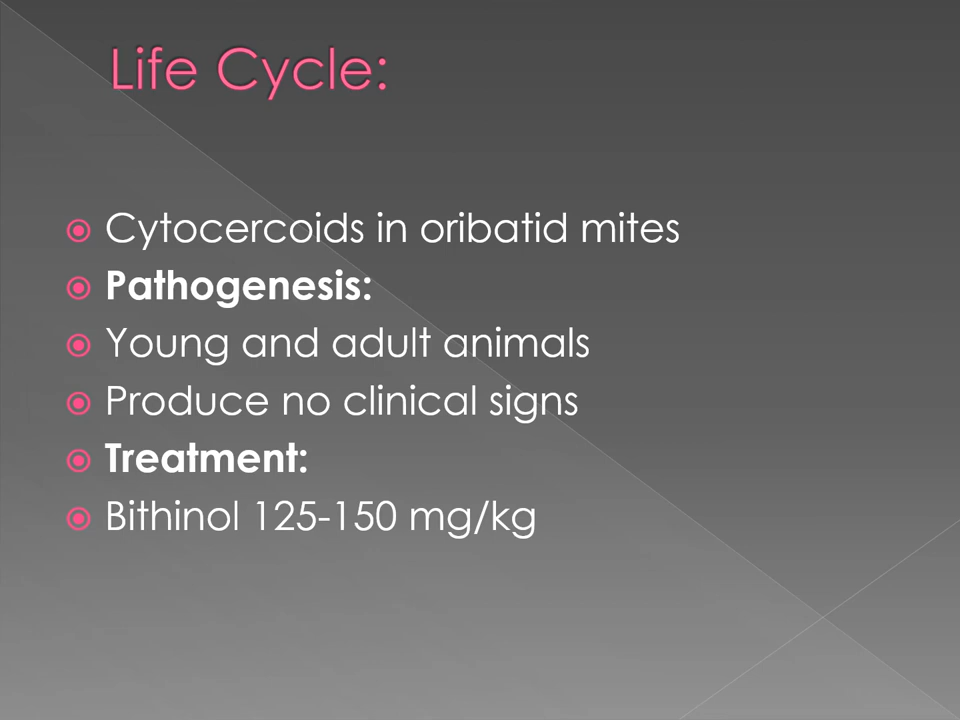 Life Cycle:
Cytocercoids in oribatid mites
Pathogenesis:
Young and adult animals
Produce no clinical signs
Treatment:
Bithinol 125-150 mg/kg